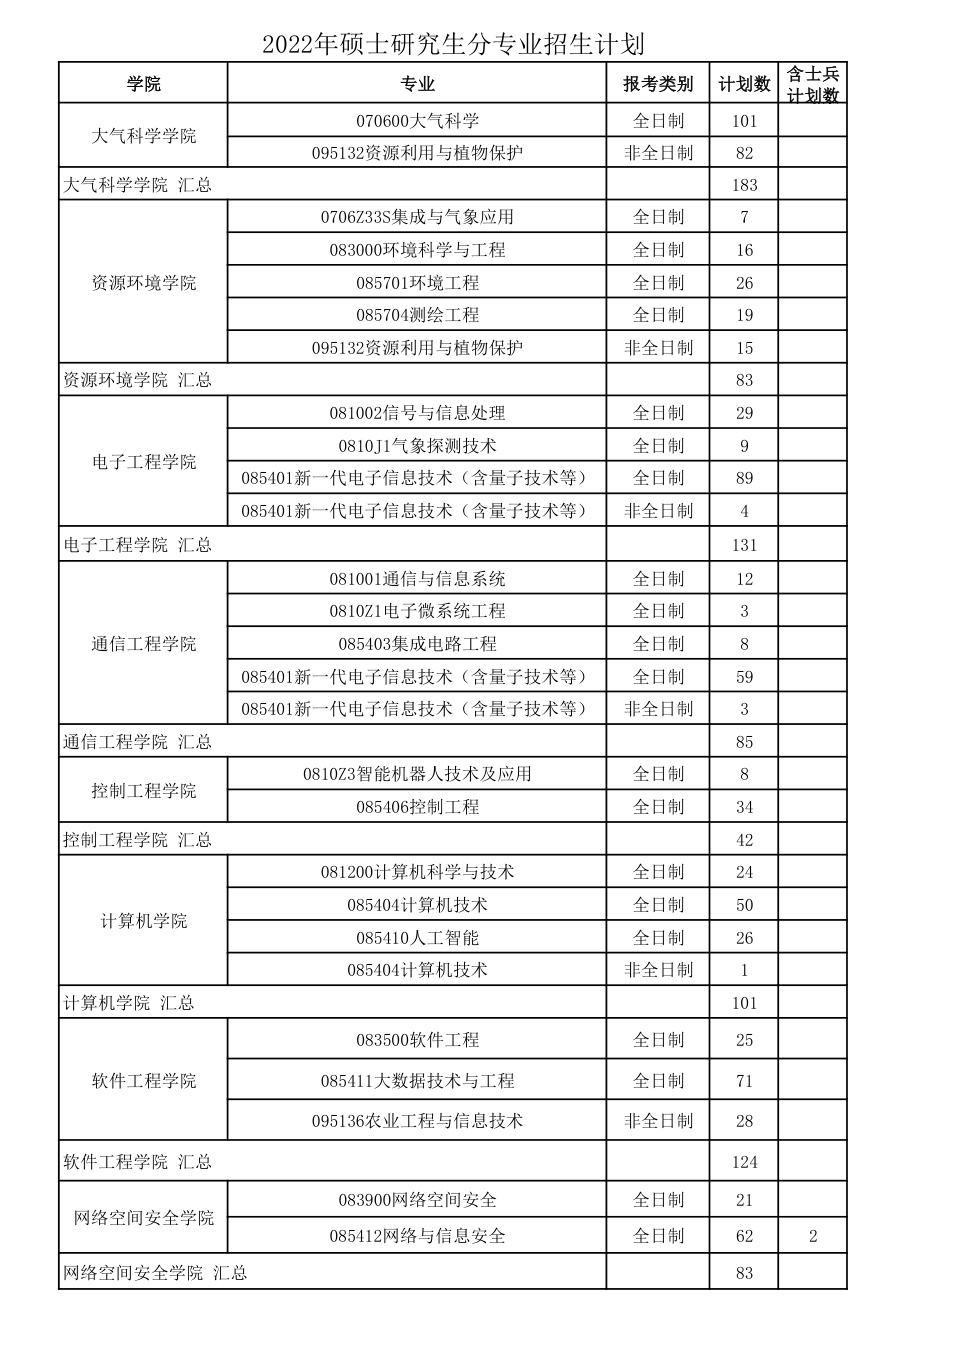 2022年硕士研究生分专业招生计划
学院 专业 报考类别 计划数 含士兵计划数
大气科学学院 070600大气科学 全日制 101
095132资源利用与植物保护 非全日制 82
大气科学学院 汇总 183
资源环境学院 0706Z33S集成与气象应用 全日制 7
083000环境科学与工程 全日制 16
085701环境工程 全日制 26
085704测绘工程 全日制 19
095132资源利用与植物保护 非全日制 15
资源环境学院 汇总 83
电子工程学院 081002信号与信息处理 全日制 29
0810J1气象探测技术 全日制 9
085401新一代电子信息技术（含量子技术等） 全日制 89
085401新一代电子信息技术（含量子技术等） 非全日制 4
电子工程学院 汇总 131
通信工程学院 081001通信与信息系统 全日制 12
0810Z1电子微系统工程 全日制 3
085403集成电路工程 全日制 8
085401新一代电子信息技术（含量子技术等） 全日制 59
085401新一代电子信息技术（含量子技术等） 非全日制 3
通信工程学院 汇总 85
控制工程学院 0810Z3智能机器人技术及应用 全日制 8
085406控制工程 全日制 34
控制工程学院 汇总 42
计算机学院 081200计算机科学与技术 全日制 24
085404计算机技术 全日制 50
085410人工智能 全日制 26
085404计算机技术 非全日制 1
计算机学院 汇总 101
软件工程学院 083500软件工程 全日制 25
085411大数据技术与工程 全日制 71
095136农业工程与信息技术 非全日制 28
软件工程学院 汇总 124
网络空间安全学院 083900网络空间安全 全日制 21
085412网络与信息安全 全日制 62 2
网络空间安全学院 汇总 83